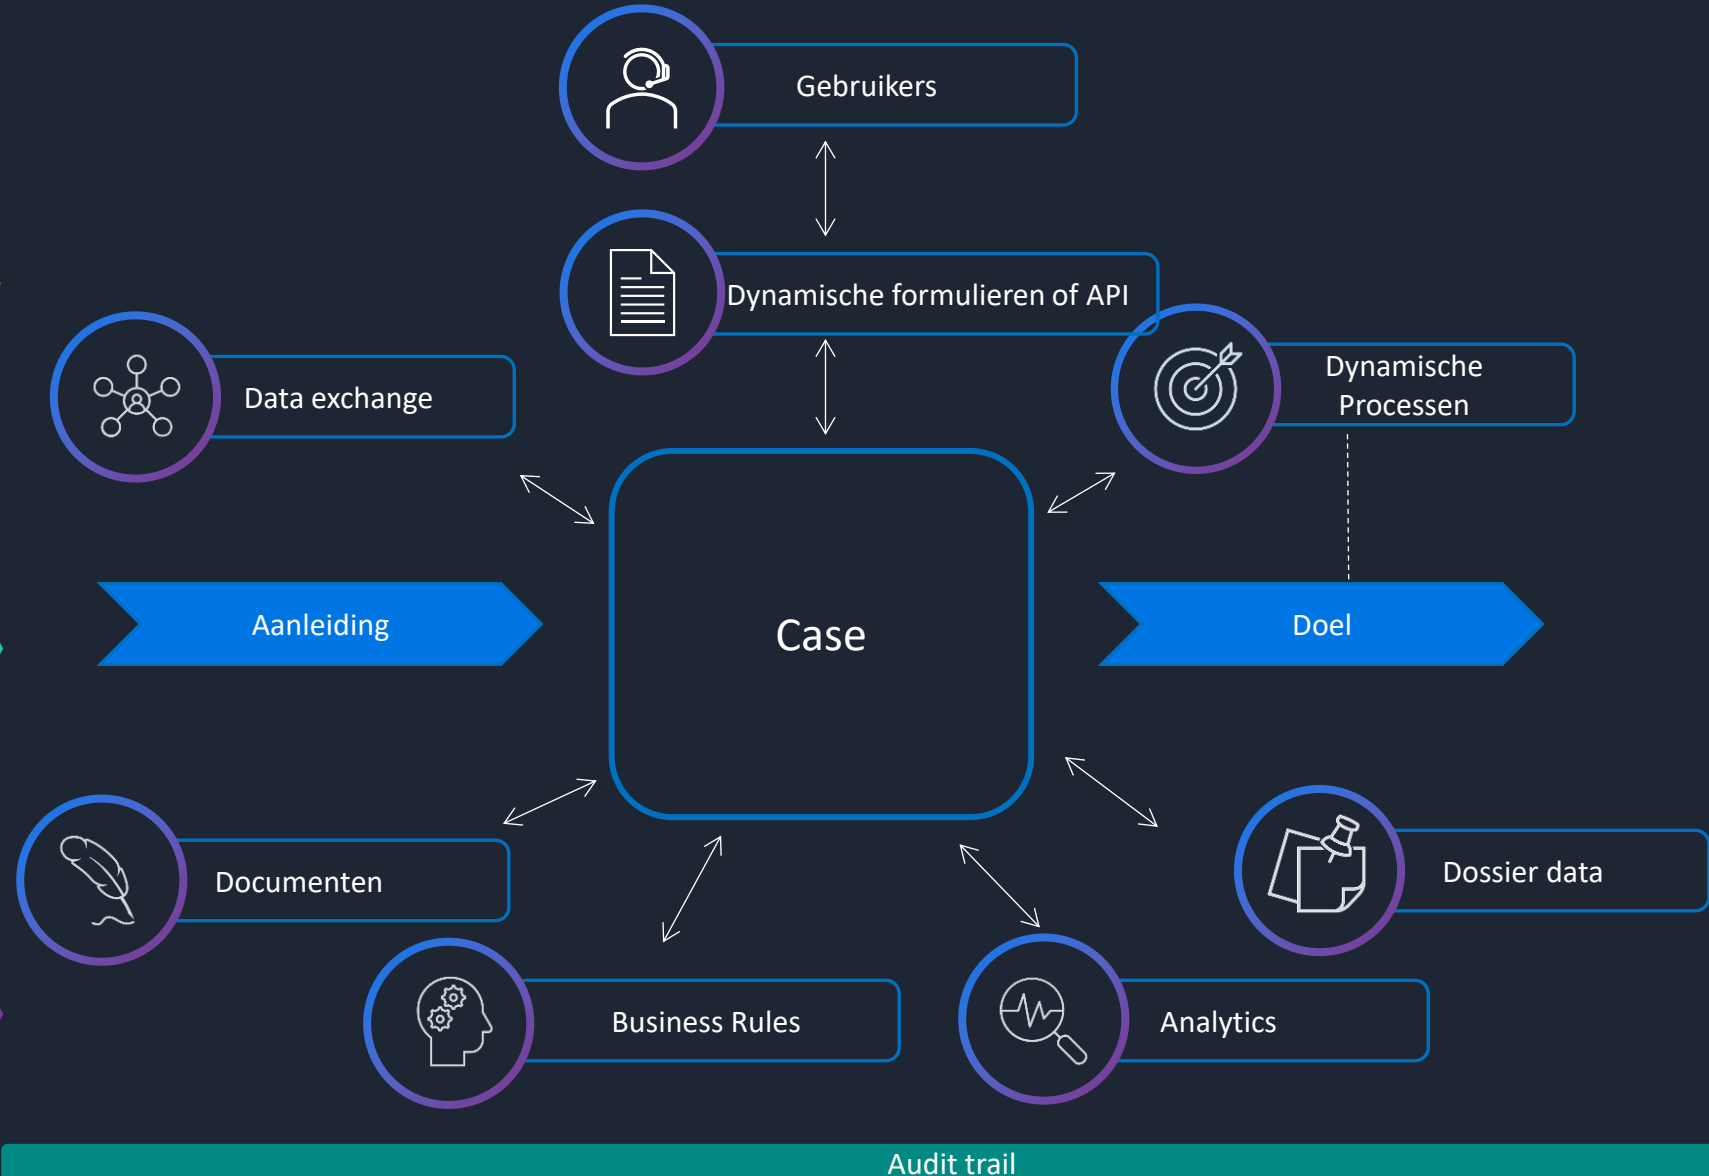 Gebruikers
Dynamische formulieren of API
Data exchange
Dynamische
Processen
Aanleiding
Case
Doel
Documenten
Dossier data
Business Rules
Analytics
Audit trail